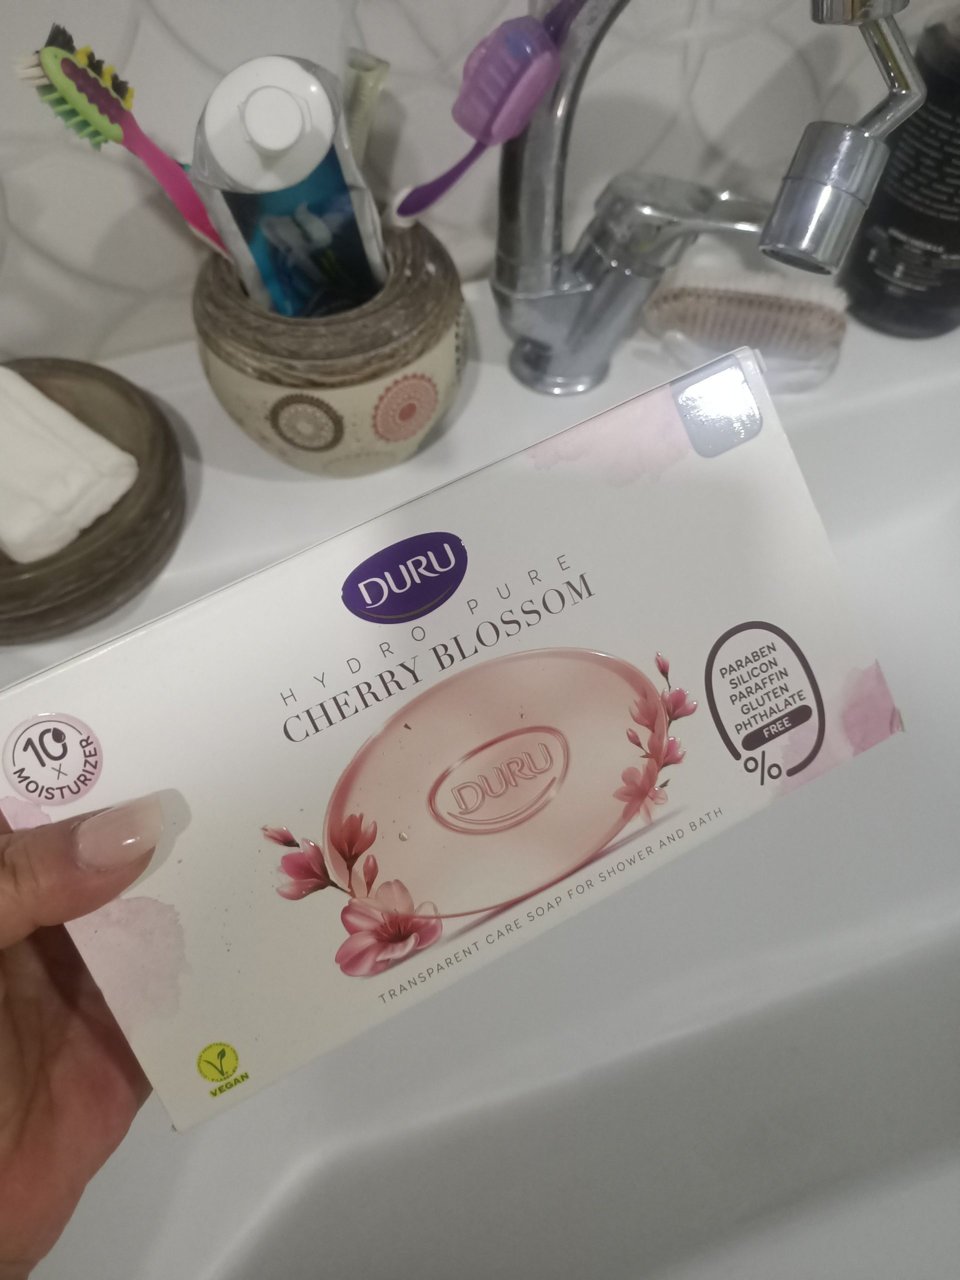 DURU
HYDRO PURE
CHERRY BLOSSOM
10
X
MOISTURIZER
DURU
PARABEN
SILICON
PARAFFIN
GLUTEN
PHTHALATE
FREE
%
TRANSPARENT CARE SOAP FOR SHOWER AND BATH
VEGAN